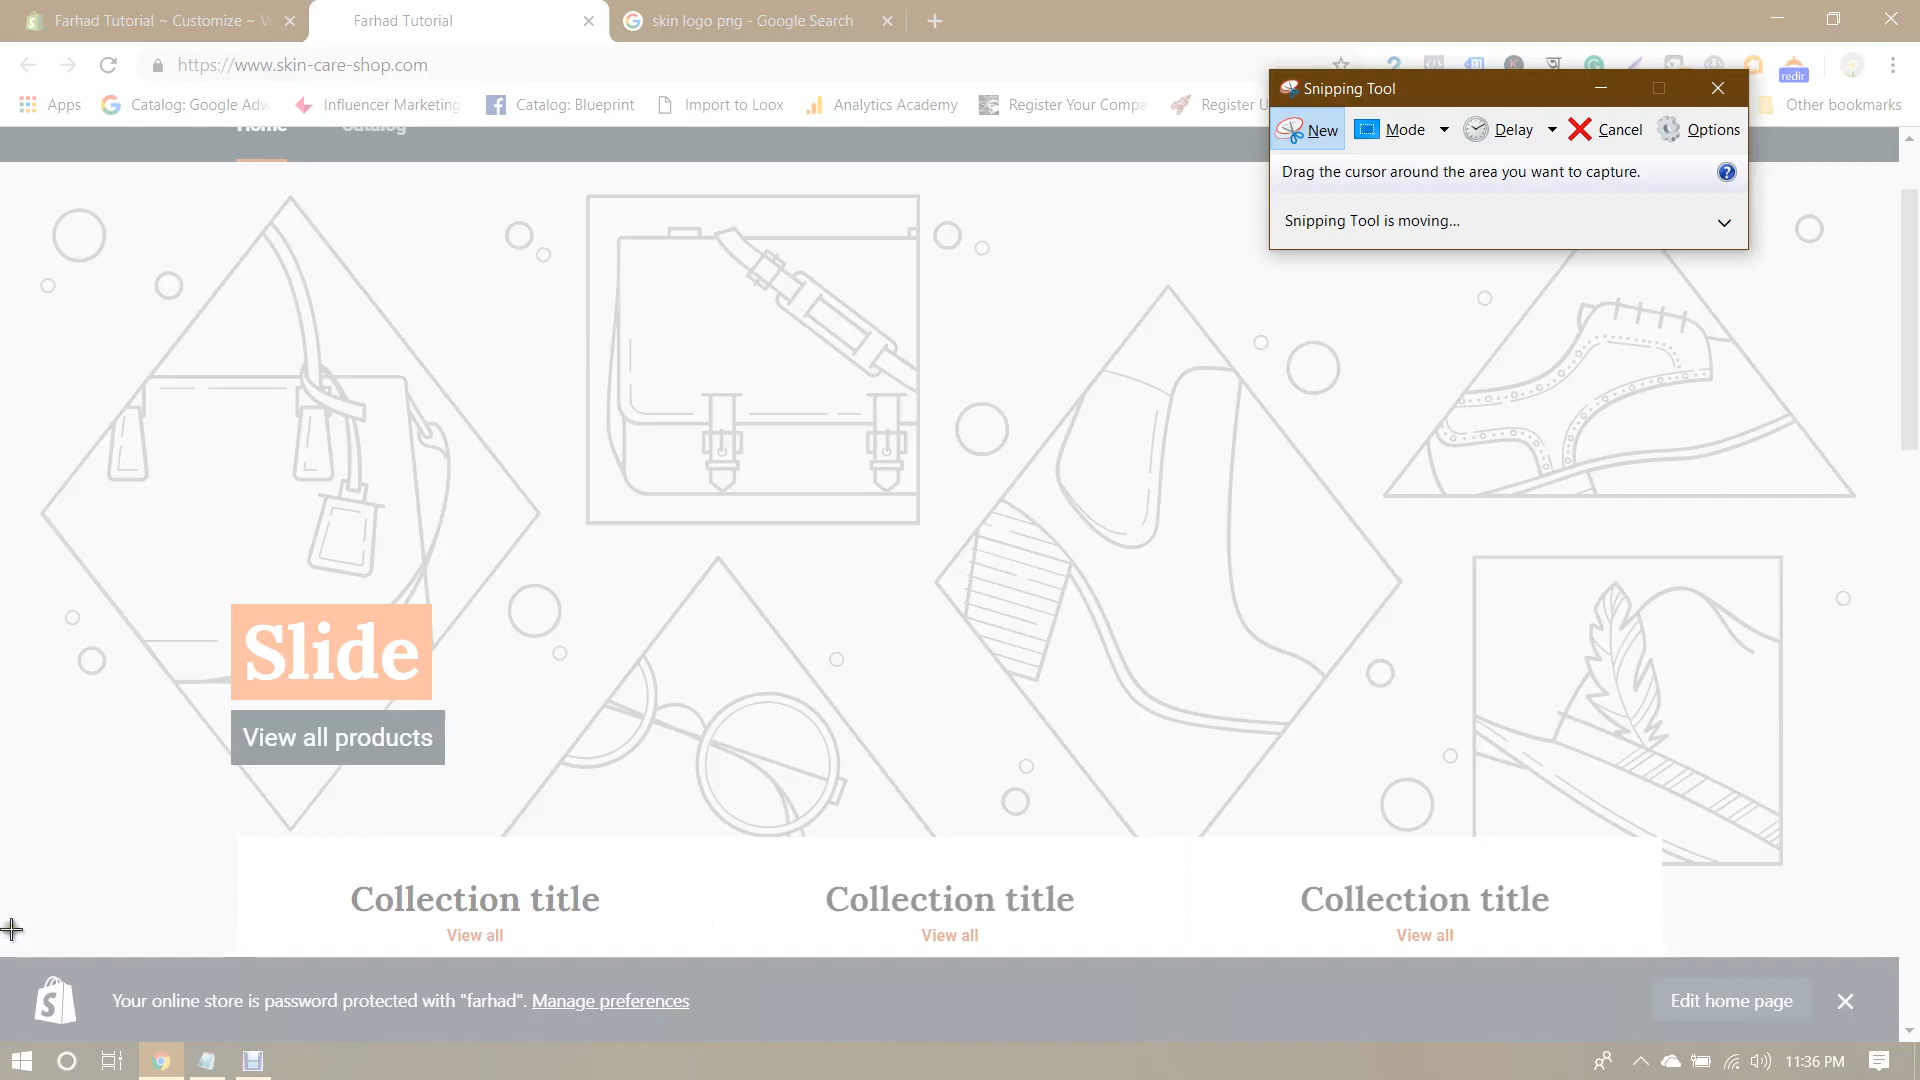 Farhad Tutorial ~ Customize ~
Farhad Tutorial
skin logo png - Google Search
https://www.skin-care-shop.com
redir
Apps
Catalog: Google Adw
Influencer Marketing
Catalog: Blueprint
Import to Loox
Analytics Academy
Register Your Compa
Register U
Other bookmarks
Snipping Tool
New
Mode
Delay
Cancel
Options
Drag the cursor around the area you want to capture.
Snipping Tool is moving...
Home
Catalog
Slide
View all products
Collection title
View all
Collection title
View all
Collection title
View all
Your online store is password protected with "farhad". Manage preferences
Edit home page
11:36 PM